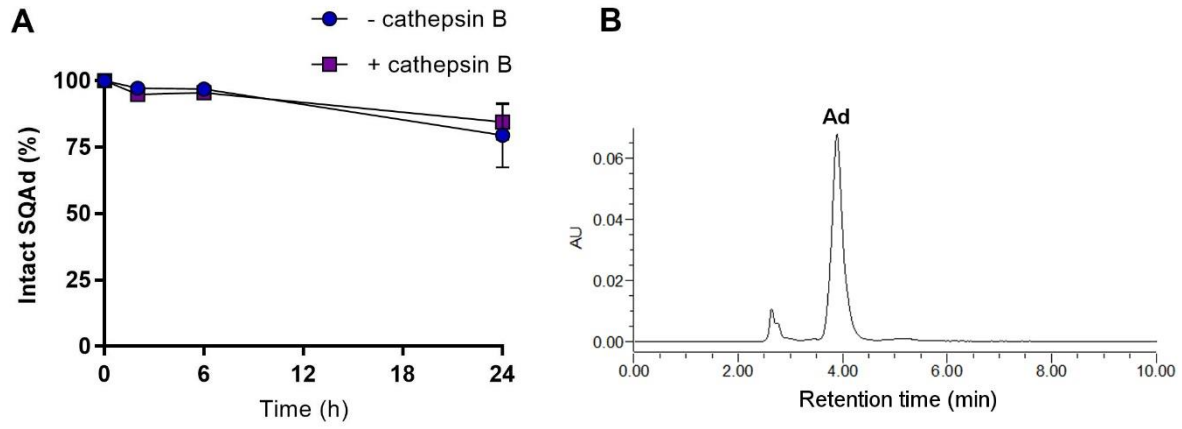 A
- cathepsin B
+ cathepsin B
100
75
50
25
0
Intact SQAd (%)
0 6 12 18 24
Time (h)
B
Ad
0.06
0.04
0.02
0.00
AU
0.00 2.00 4.00 6.00 8.00 10.00
Retention time (min)